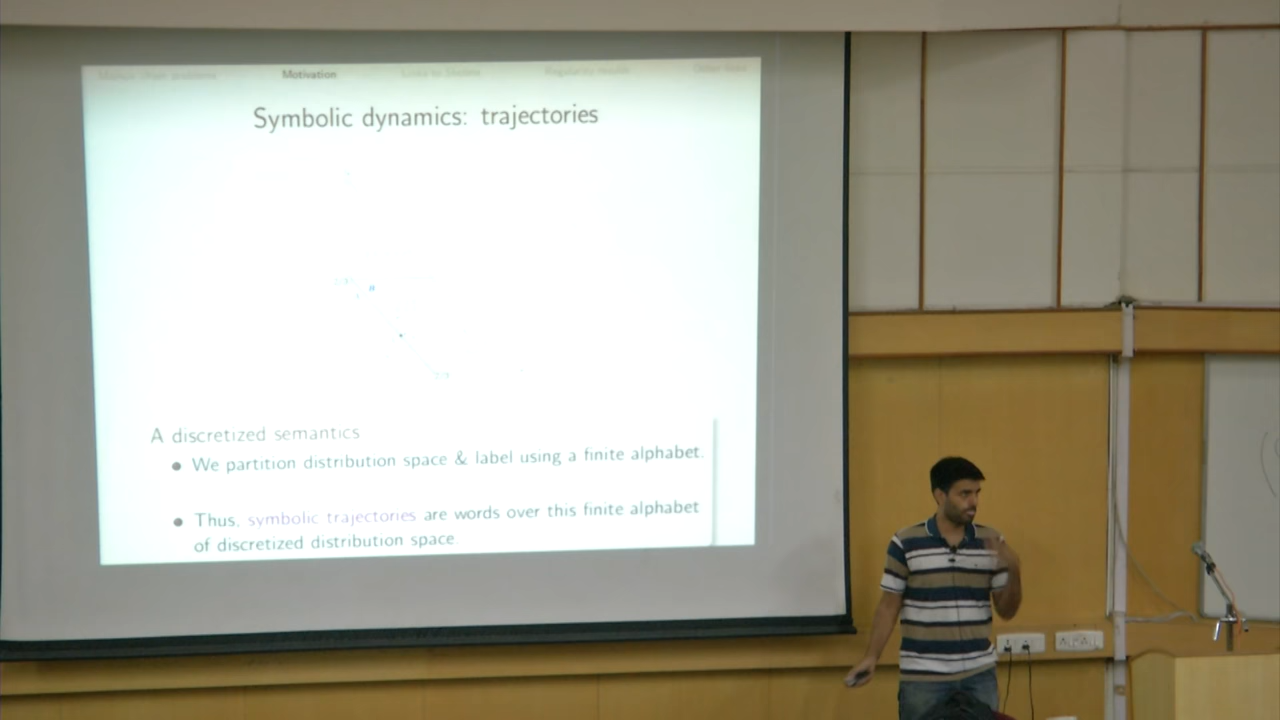 Motivation
Symbolic dynamics: trajectories
A discretized semantics
We partition distribution space & label using a finite alphabet.
Thus, symbolic trajectories are words over this finite alphabet
of discretized distribution space.